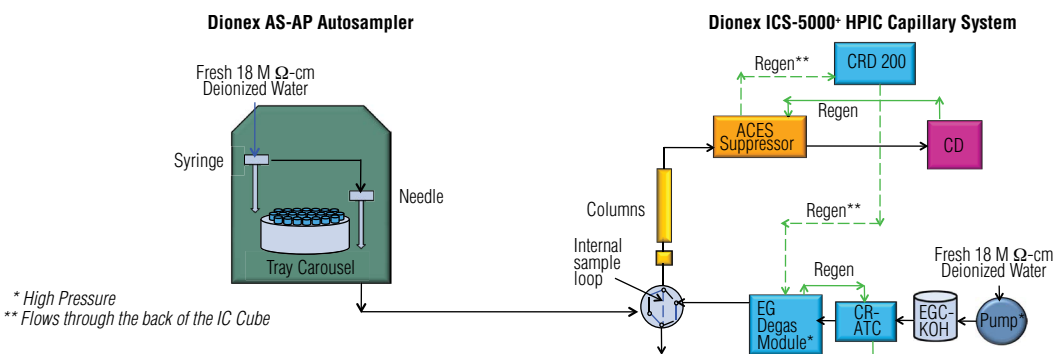 Dionex AS-AP Autosampler
Fresh 18 M Ω-cm
Deionized Water
Syringe
Needle
Tray Carousel
* High Pressure
** Flows through the back of the IC Cube
Dionex ICS-5000+ HPIC Capillary System
Regen**
CRD 200
Regen
ACES
Suppressor
CD
Columns
Regen**
Internal
sample
loop
Regen
Fresh 18 M Ω-cm
Deionized Water
EG
Degas
Module*
CR-
ATC
EGC-
KOH
Pump*